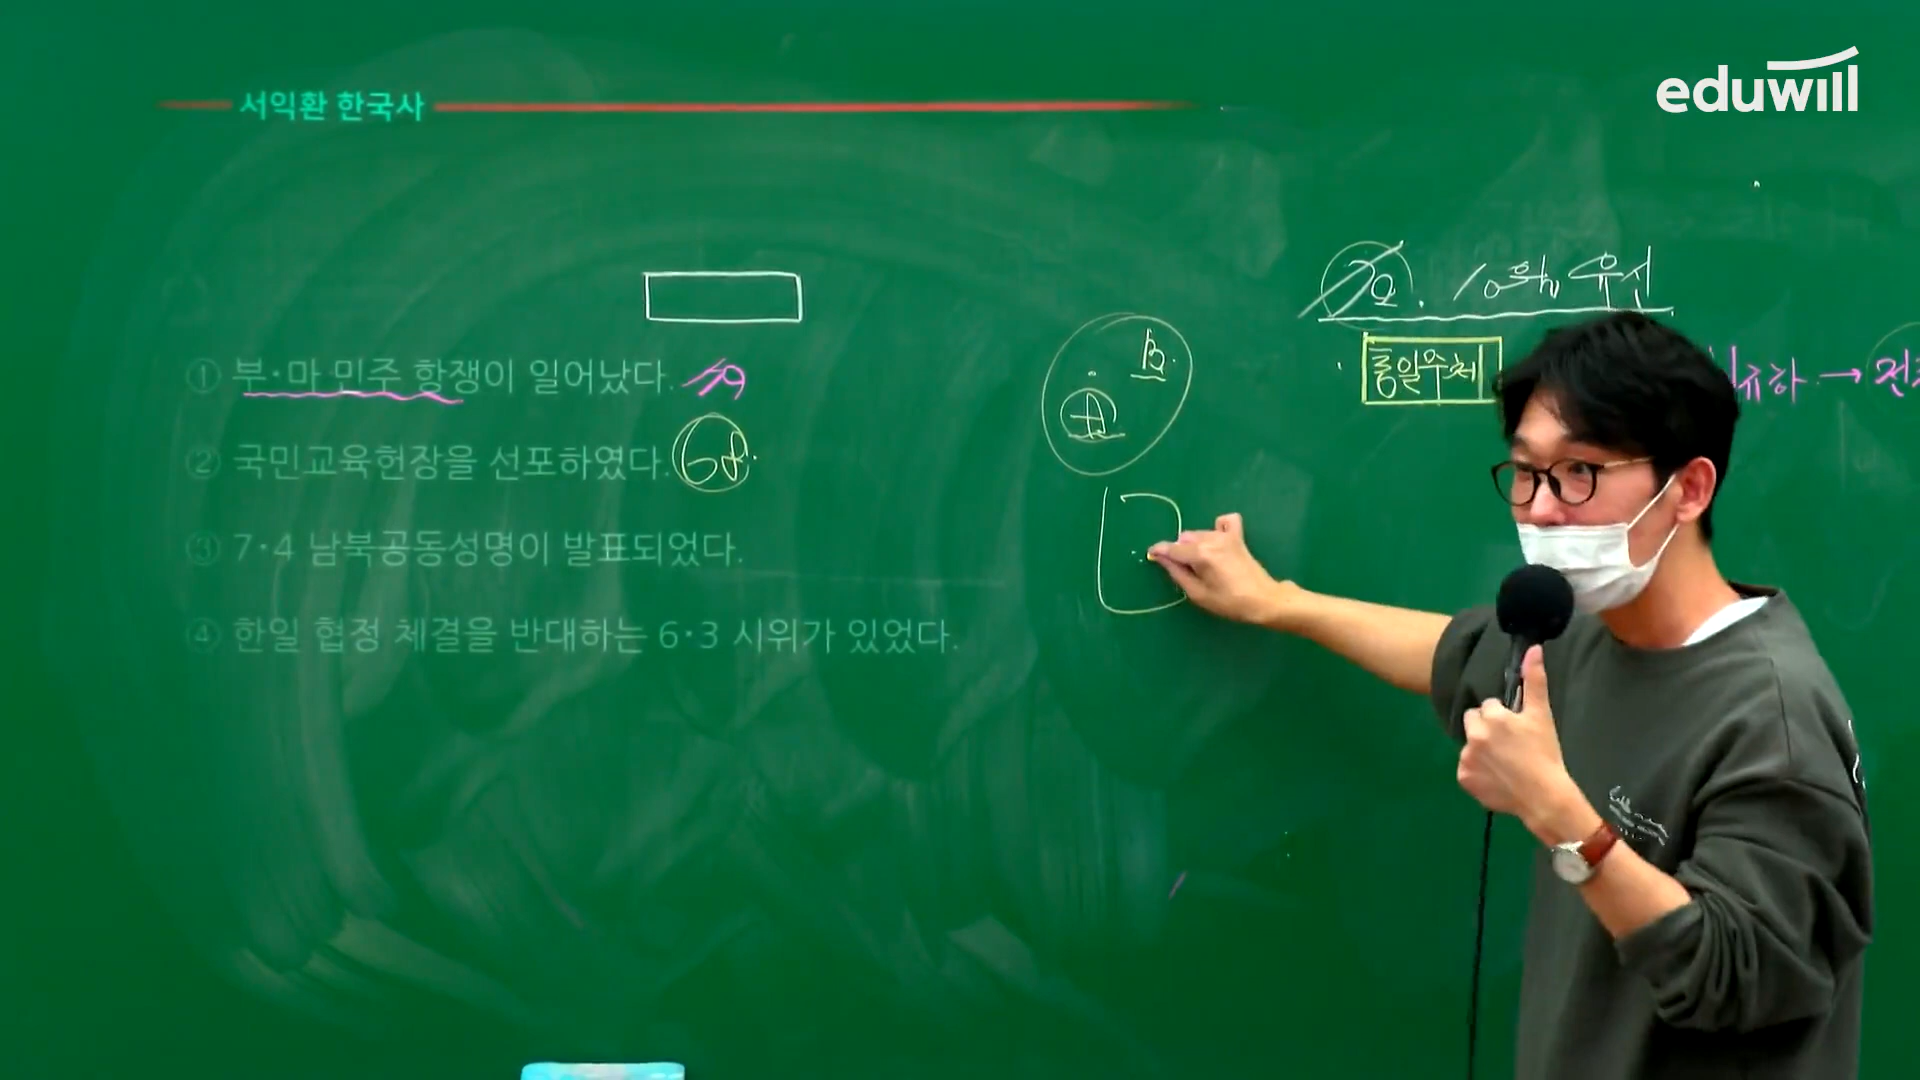 eduwill
서익환 한국사
① 부·마 민주 항쟁이 일어났다. 79
② 국민교육헌장을 선포하였다. 68
③ 7·4 남북공동성명이 발표되었다.
④ 한일 협정 체결을 반대하는 6·3 시위가 있었다.
B
A
통일주체